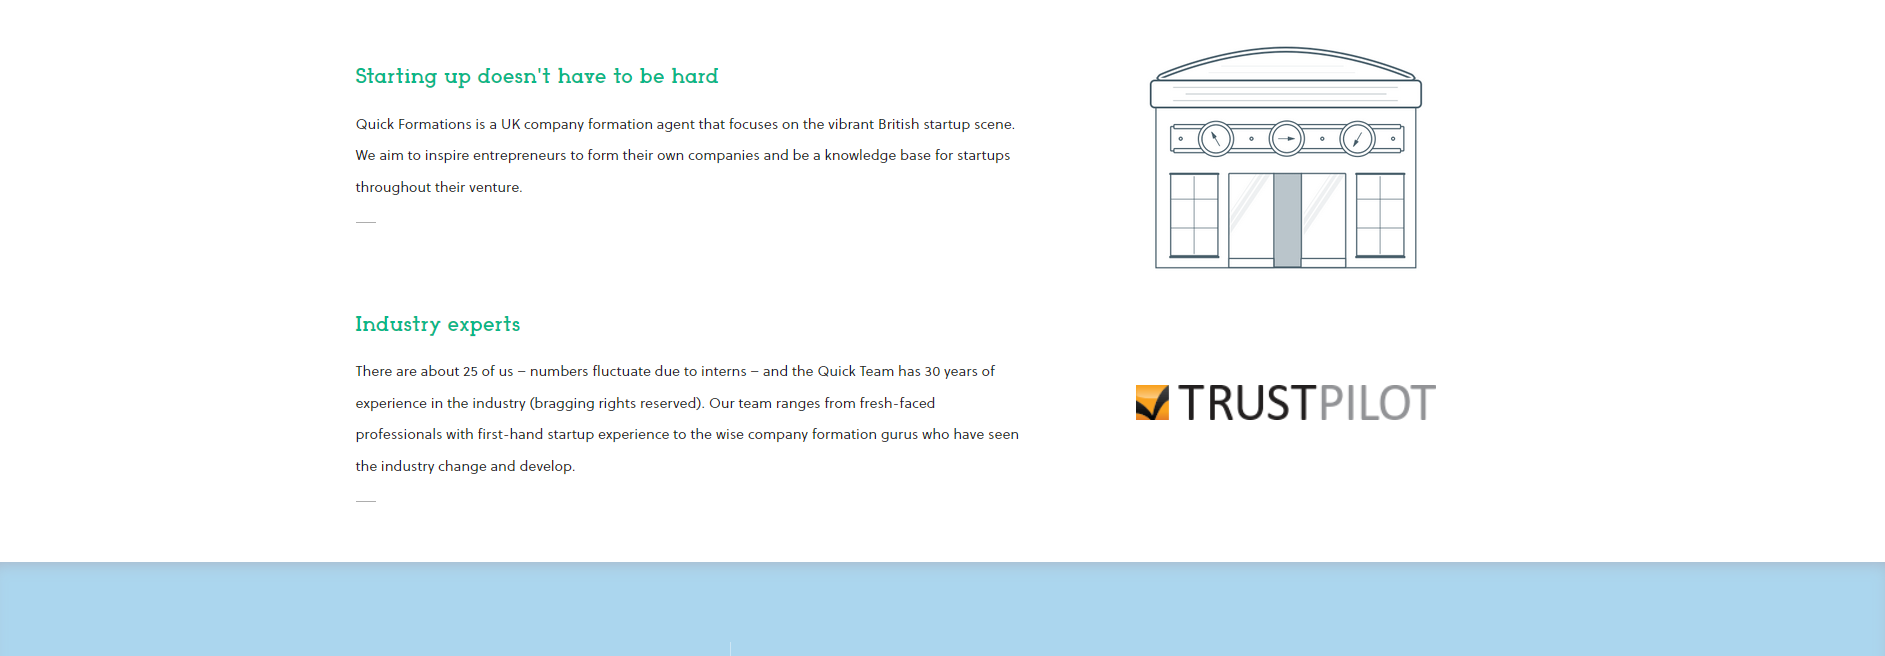 Starting up doesn't have to be hard
Quick Formations is a UK company formation agent that focuses on the vibrant British startup scene.
We aim to inspire entrepreneurs to form their own companies and be a knowledge base for startups
throughout their venture.
Industry experts
There are about 25 of us – numbers fluctuate due to interns – and the Quick Team has 30 years of
experience in the industry (bragging rights reserved). Our team ranges from fresh-faced
professionals with first-hand startup experience to the wise company formation gurus who have seen
the industry change and develop.
TRUSTPILOT